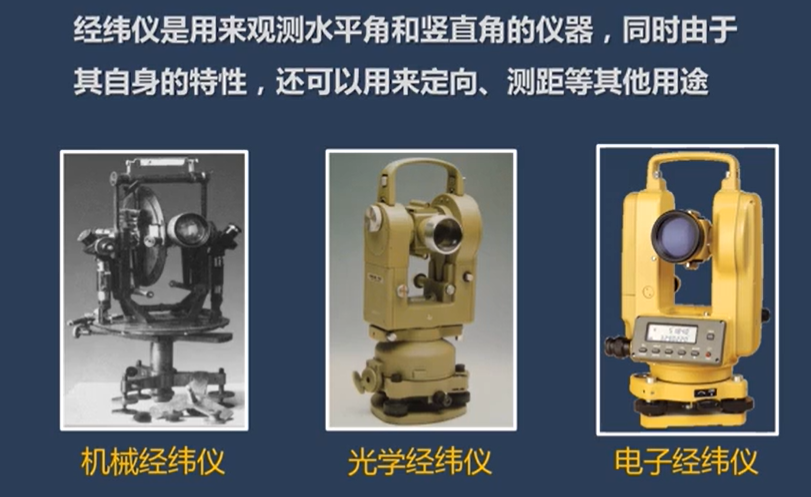 经纬仪是用来观测水平角和竖直角的仪器，同时由于
其自身的特性，还可以用来定向、测距等其他用途
机械经纬仪
光学经纬仪
电子经纬仪